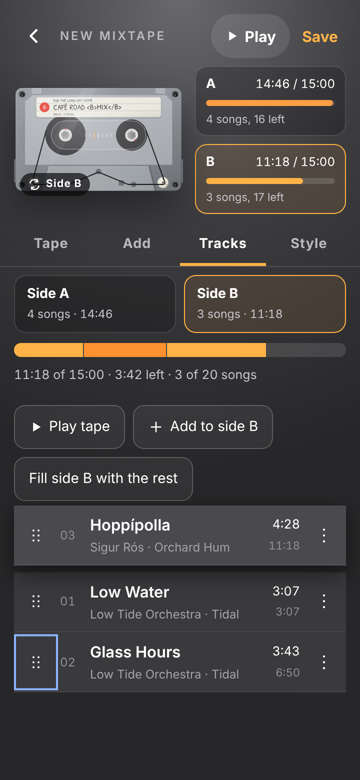 NEW MIXTAPE
Play
Save
A
CAFÉ ROAD <B>MIX</B>
Side B
A 14:46 / 15:00
4 songs, 16 left
B 11:18 / 15:00
3 songs, 17 left
Tape Add Tracks Style
Side A
4 songs · 14:46
Side B
3 songs · 11:18
11:18 of 15:00 · 3:42 left · 3 of 20 songs
Play tape
Add to side B
Fill side B with the rest
03 Hoppípolla 4:28
Sigur Rós · Orchard Hum 11:18
01 Low Water 3:07
Low Tide Orchestra · Tidal 3:07
02 Glass Hours 3:43
Low Tide Orchestra · Tidal 6:50